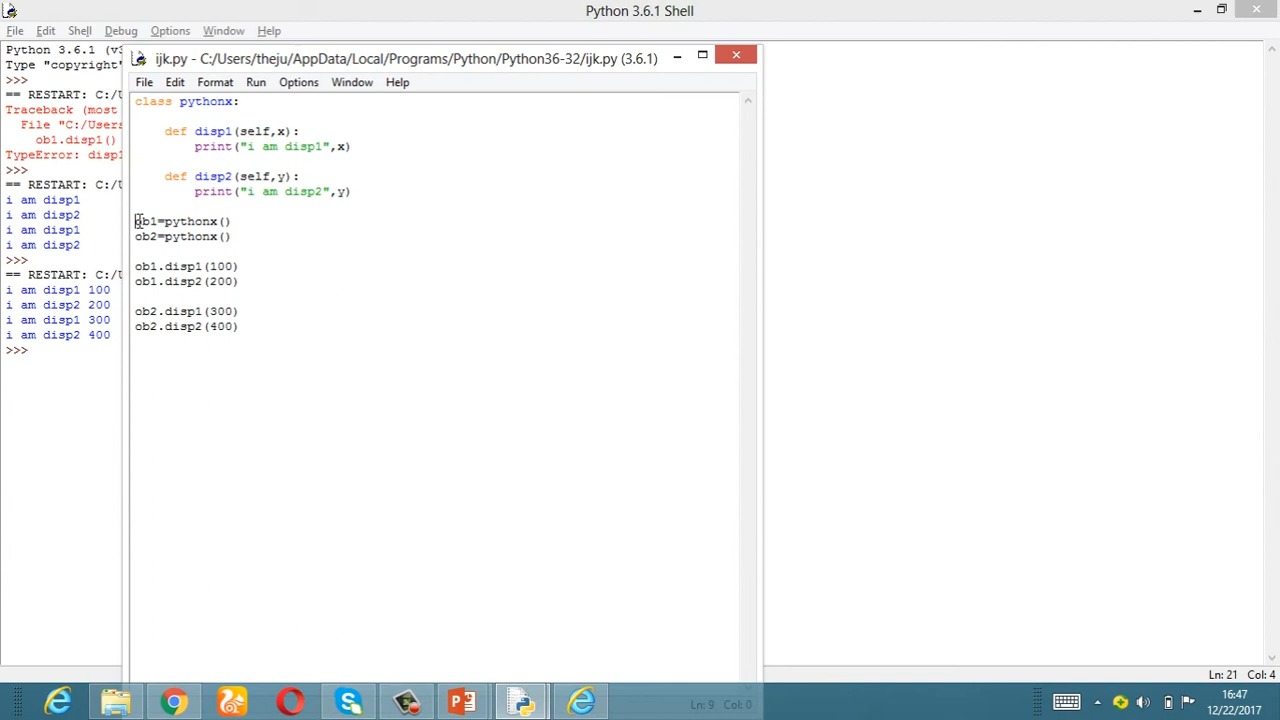 Python 3.6.1 Shell
File Edit Shell Debug Options Window Help
Python 3.6.1 (v3
Type "copyright"
>>>
== RESTART: C:/U
Traceback (most
File "C:/Users
ob1.disp1()
TypeError: disp1
>>>
== RESTART: C:/U
i am disp1
i am disp2
i am disp1
i am disp2
>>>
== RESTART: C:/U
i am disp1 100
i am disp2 200
i am disp1 300
i am disp2 400
>>>
ijk.py - C:/Users/theju/AppData/Local/Programs/Python/Python36-32/ijk.py (3.6.1)
File Edit Format Run Options Window Help
class pythonx:
def disp1(self,x):
print("i am disp1",x)
def disp2(self,y):
print("i am disp2",y)
ob1=pythonx()
ob2=pythonx()
ob1.disp1(100)
ob1.disp2(200)
ob2.disp1(300)
ob2.disp2(400)
Ln: 21 Col: 4
Ln: 9 Col: 0
16:47
12/22/2017